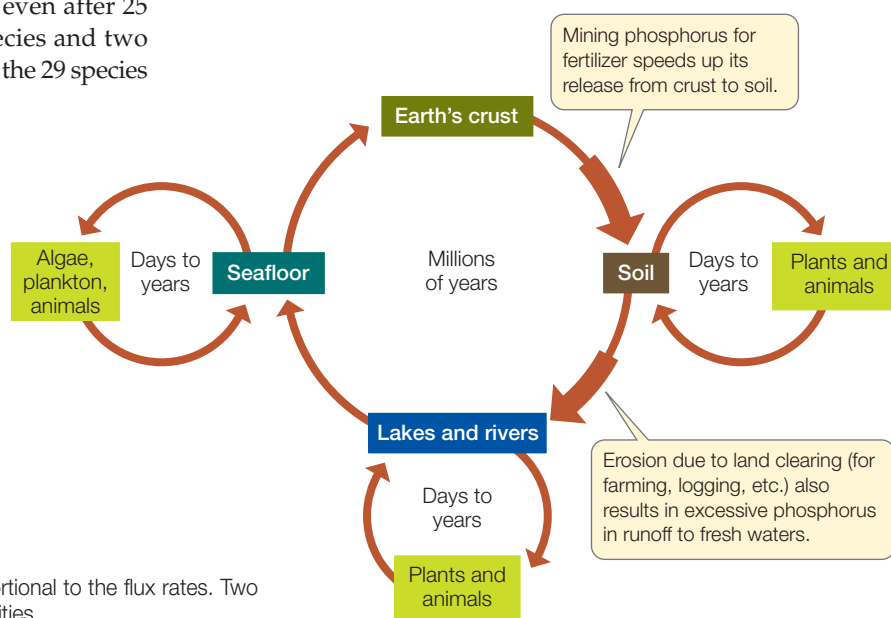 even after 25
ecies and two
the 29 species
Mining phosphorus for
fertilizer speeds up its
release from crust to soil.
Earth's crust
Algae,
plankton,
animals
Days to
years
Seafloor
Millions
of years
Soil
Days to
years
Plants and
animals
Lakes and rivers
Days to
years
Plants and
animals
Erosion due to land clearing (for
farming, logging, etc.) also
results in excessive phosphorus
in runoff to fresh waters.
rtional to the flux rates. Two
ities